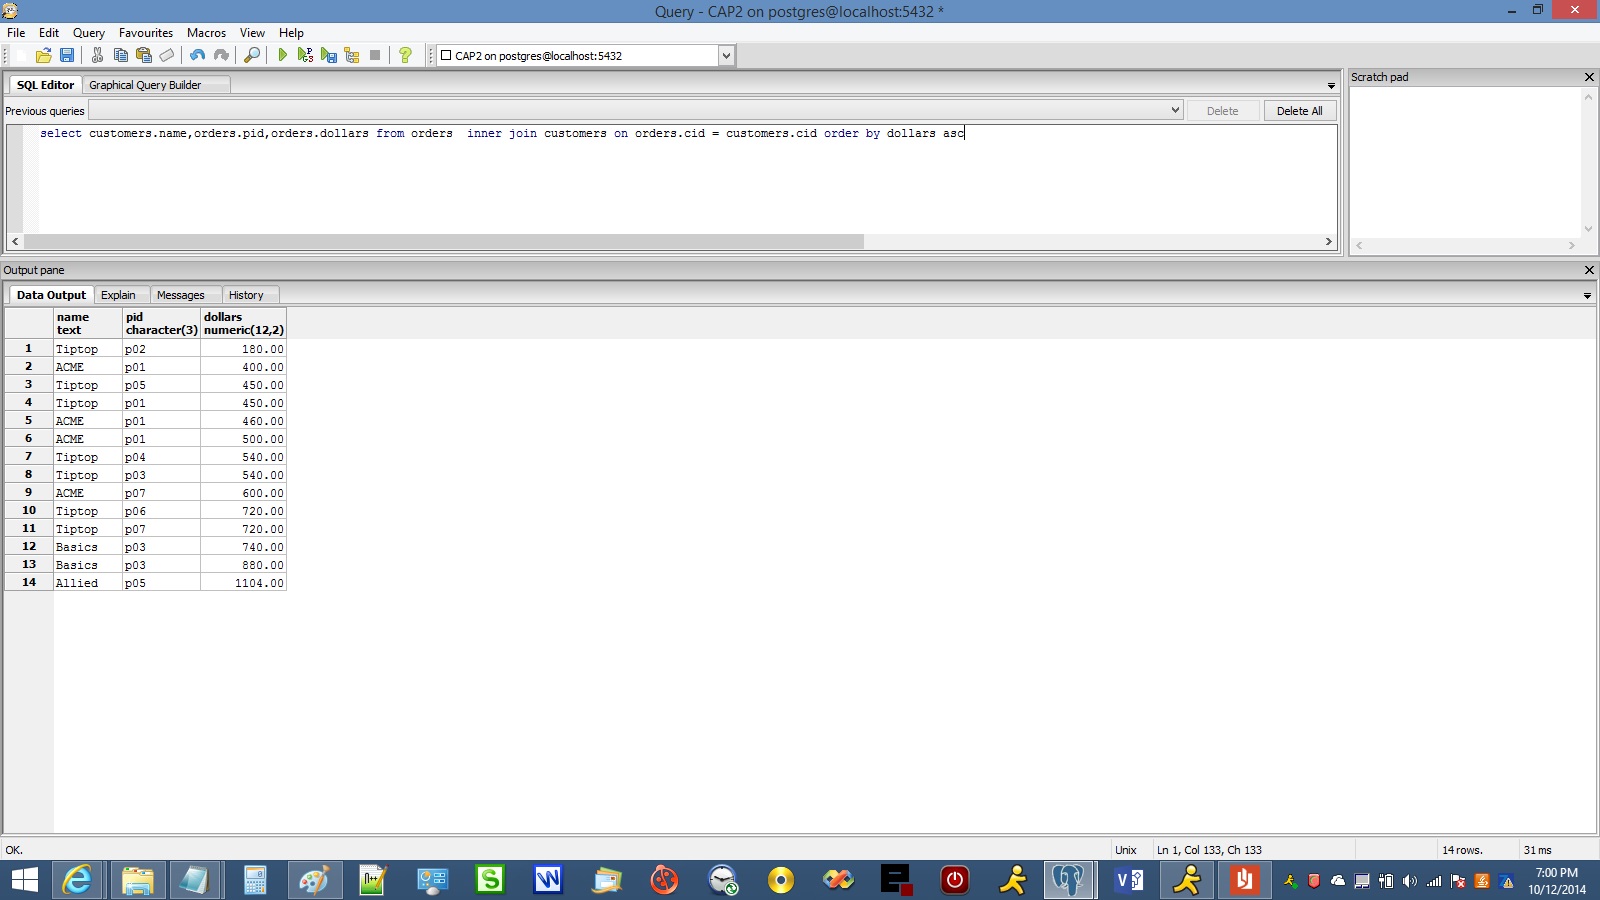 Query - CAP2 on postgres@localhost:5432 *
File Edit Query Favourites Macros View Help
CAP2 on postgres@localhost:5432
SQL Editor Graphical Query Builder
Scratch pad
Previous queries Delete Delete All
select customers.name,orders.pid,orders.dollars from orders  inner join customers on orders.cid = customers.cid order by dollars asc
Output pane
Data Output Explain Messages History
name pid dollars
text character(3) numeric(12,2)
1 Tiptop p02 180.00
2 ACME p01 400.00
3 Tiptop p05 450.00
4 Tiptop p01 450.00
5 ACME p01 460.00
6 ACME p01 500.00
7 Tiptop p04 540.00
8 Tiptop p03 540.00
9 ACME p07 600.00
10 Tiptop p06 720.00
11 Tiptop p07 720.00
12 Basics p03 740.00
13 Basics p03 880.00
14 Allied p05 1104.00
OK. Unix Ln 1, Col 133, Ch 133 14 rows. 31 ms
7:00 PM
10/12/2014